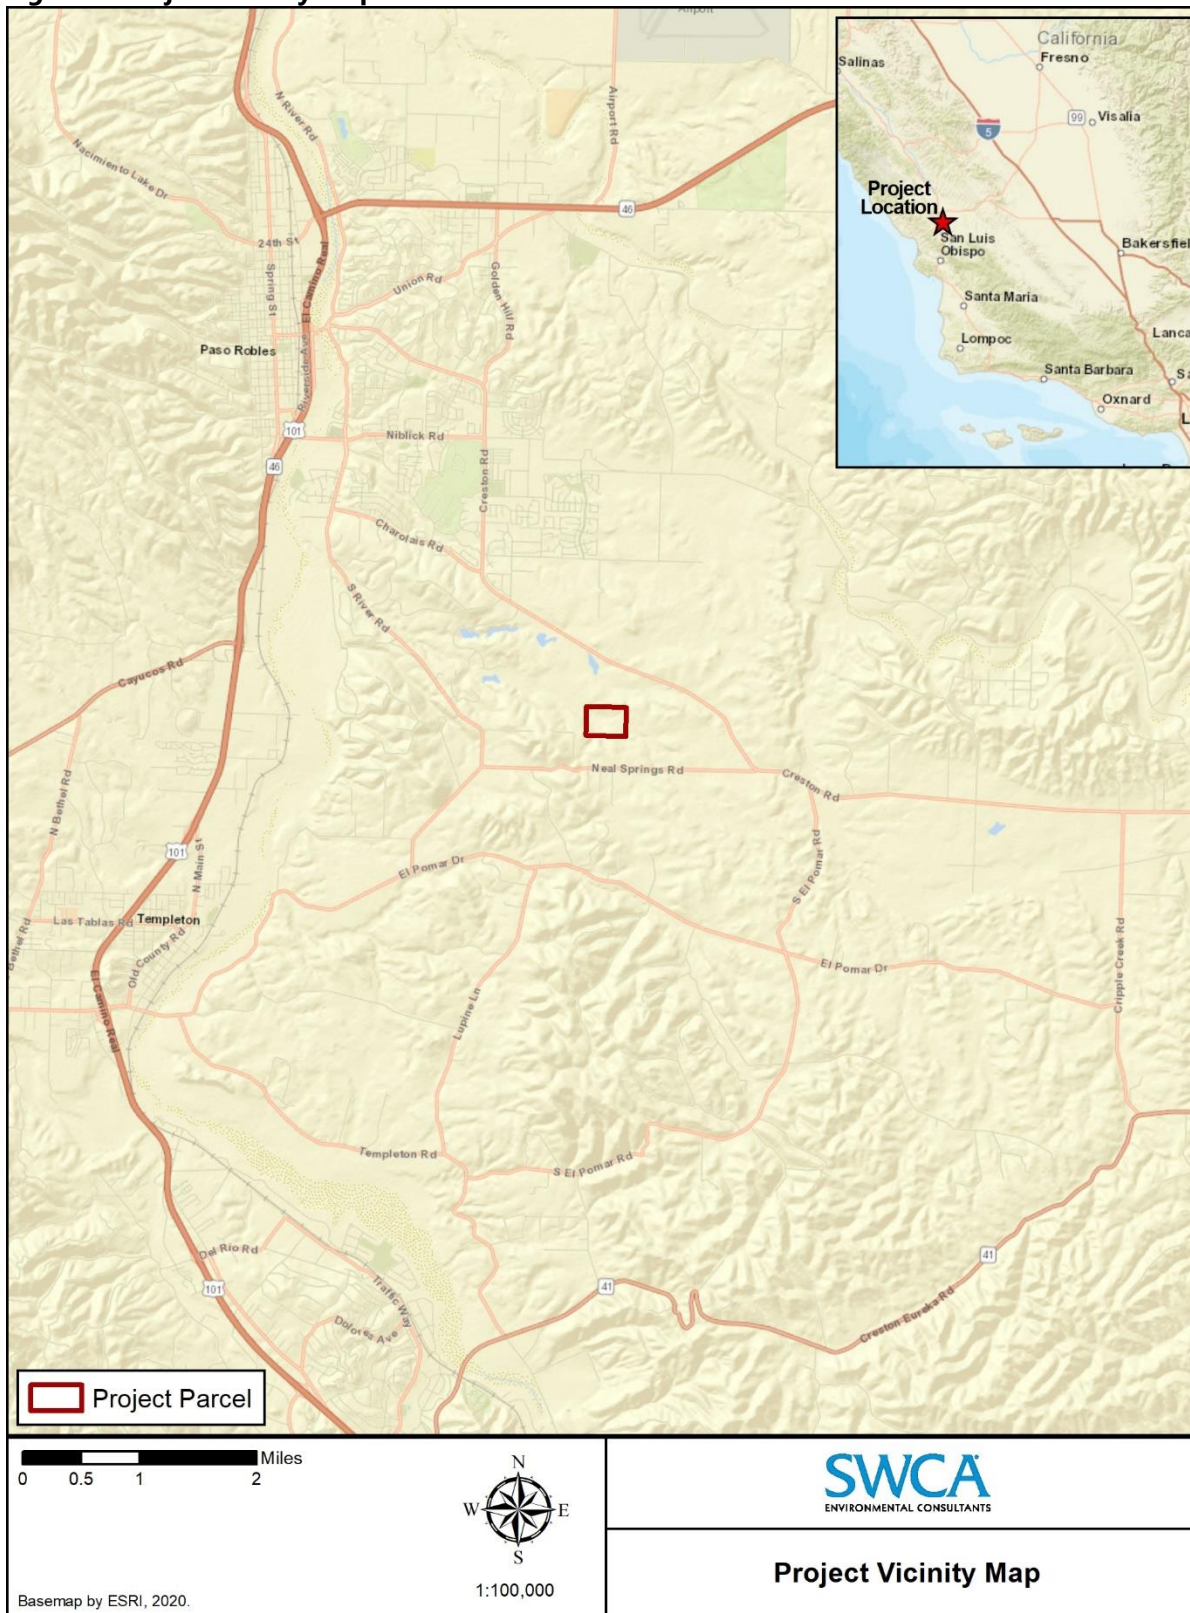 Airport
California
Fresno
Salinas
99
Visalia
5
Project
Location
San Luis
Obispo
Santa Maria
Lompoc
Santa Barbara
Oxnard
N River Rd
Airport Rd
Nacimiento Lake Dr
46
24th St
Spring St
El Camino Real
Union Rd
Golden Hill Rd
Paso Robles
Riverside Ave
101
Niblick Rd
46
Creston Rd
Charolais Rd
S River Rd
Cayucos Rd
Neal Springs Rd
Creston Rd
N Bethel Rd
S El Pomar Rd
101
N Main St
El Pomar Dr
Las Tablas Rd
Templeton
Bethel Rd
Old County Rd
El Pomar Dr
Cripple Creek Rd
El Camino Real
Lupine Ln
Templeton Rd
S El Pomar Rd
Del Rio Rd
41
101
Traffic Way
41
Dolores Ave
Creston Eureka Rd
Project Parcel
Miles
0 0.5 1 2
N
W E
S
1:100,000
Basemap by ESRI, 2020.
SWCA
ENVIRONMENTAL CONSULTANTS
Project Vicinity Map